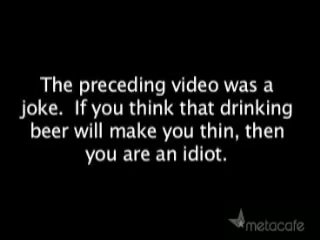 The preceding video was a
joke.  If you think that drinking
beer will make you thin, then
you are an idiot.
metacafe